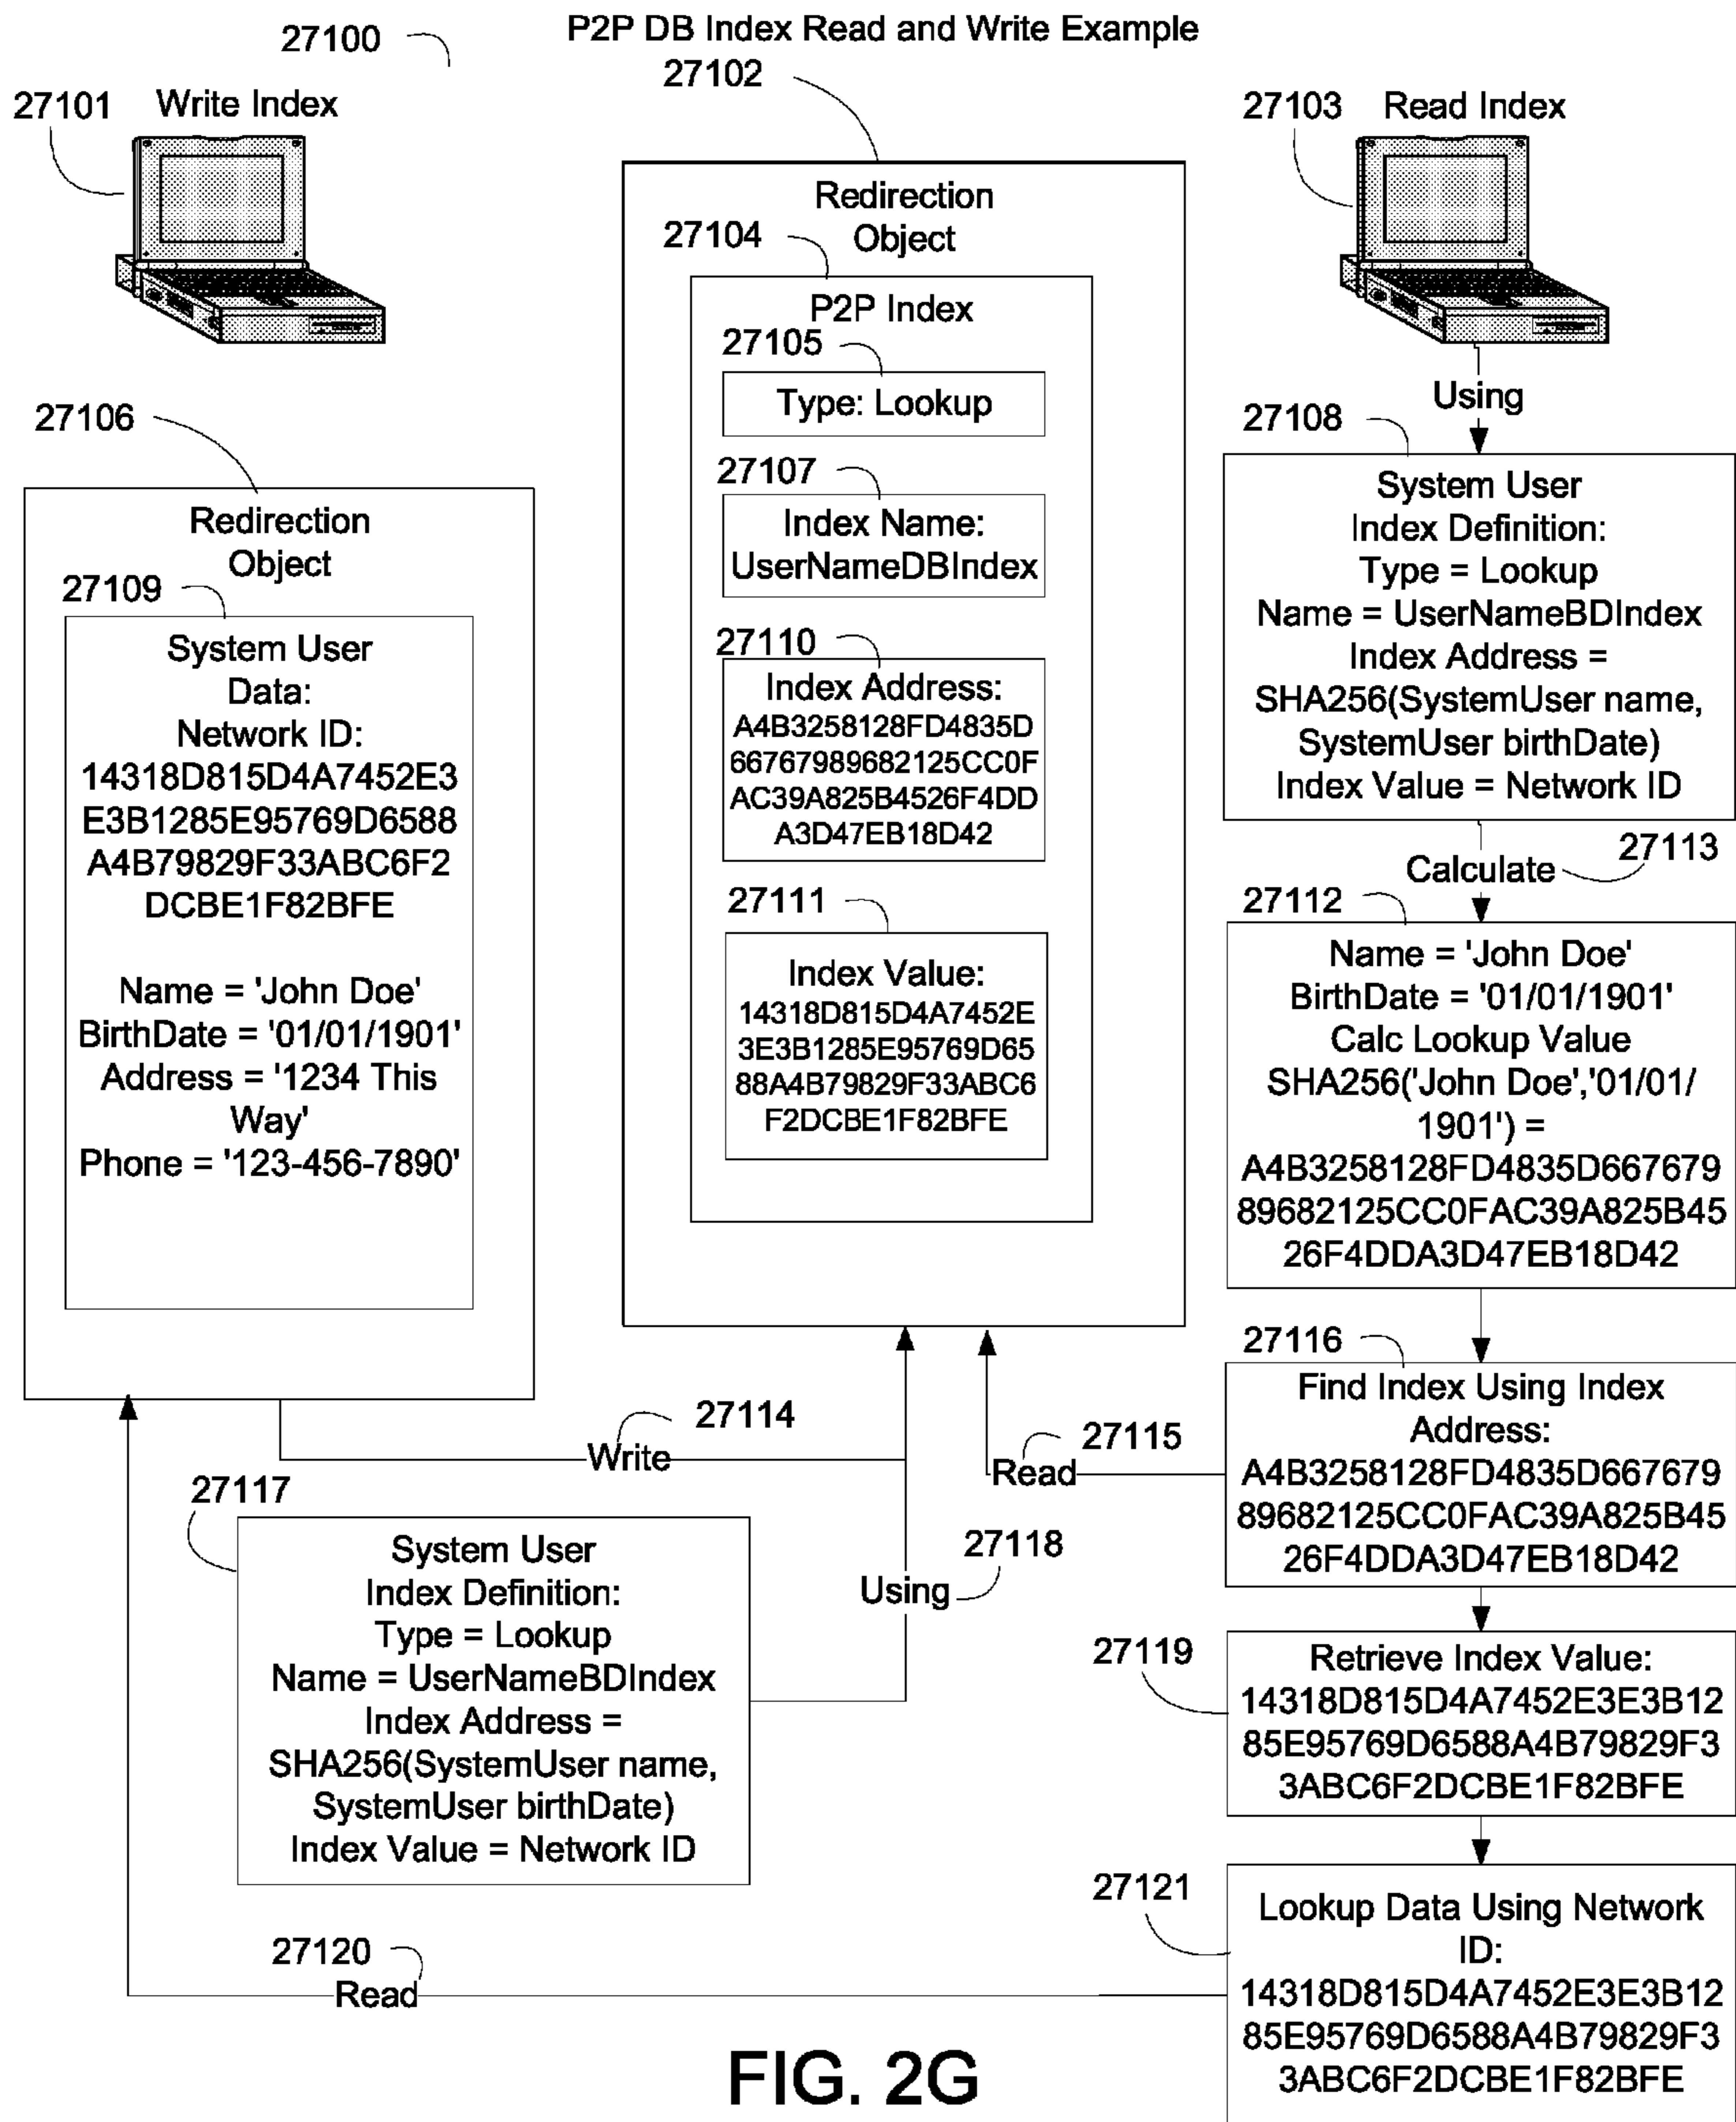 P2P DB Index Read and Write Example
27100
27102
27101
Write Index
27103
Read Index
Redirection
Object
27104
P2P Index
27105
Type: Lookup
27107
Index Name:
UserNameDBIndex
27110
Index Address:
A4B3258128FD4835D
66767989682125CC0F
AC39A825B4526F4DD
A3D47EB18D42
27111
Index Value:
14318D815D4A7452E
3E3B1285E95769D65
88A4B79829F33ABC6
F2DCBE1F82BFE
27106
Redirection
Object
27109
System User
Data:
Network ID:
14318D815D4A7452E3
E3B1285E95769D6588
A4B79829F33ABC6F2
DCBE1F82BFE
Name = 'John Doe'
BirthDate = '01/01/1901'
Address = '1234 This
Way'
Phone = '123-456-7890'
Using
27108
System User
Index Definition:
Type = Lookup
Name = UserNameBDIndex
Index Address =
SHA256(SystemUser name,
SystemUser birthDate)
Index Value = Network ID
Calculate
27113
27112
Name = 'John Doe'
BirthDate = '01/01/1901'
Calc Lookup Value
SHA256('John Doe','01/01/
1901') =
A4B3258128FD4835D667679
89682125CC0FAC39A825B45
26F4DDA3D47EB18D42
27116
Find Index Using Index
Address:
A4B3258128FD4835D667679
89682125CC0FAC39A825B45
26F4DDA3D47EB18D42
27114
Write
27115
Read
27117
System User
Index Definition:
Type = Lookup
Name = UserNameBDIndex
Index Address =
SHA256(SystemUser name,
SystemUser birthDate)
Index Value = Network ID
27118
Using
27119
Retrieve Index Value:
14318D815D4A7452E3E3B12
85E95769D6588A4B79829F3
3ABC6F2DCBE1F82BFE
27121
Lookup Data Using Network
ID:
14318D815D4A7452E3E3B12
85E95769D6588A4B79829F3
3ABC6F2DCBE1F82BFE
27120
Read
FIG. 2G